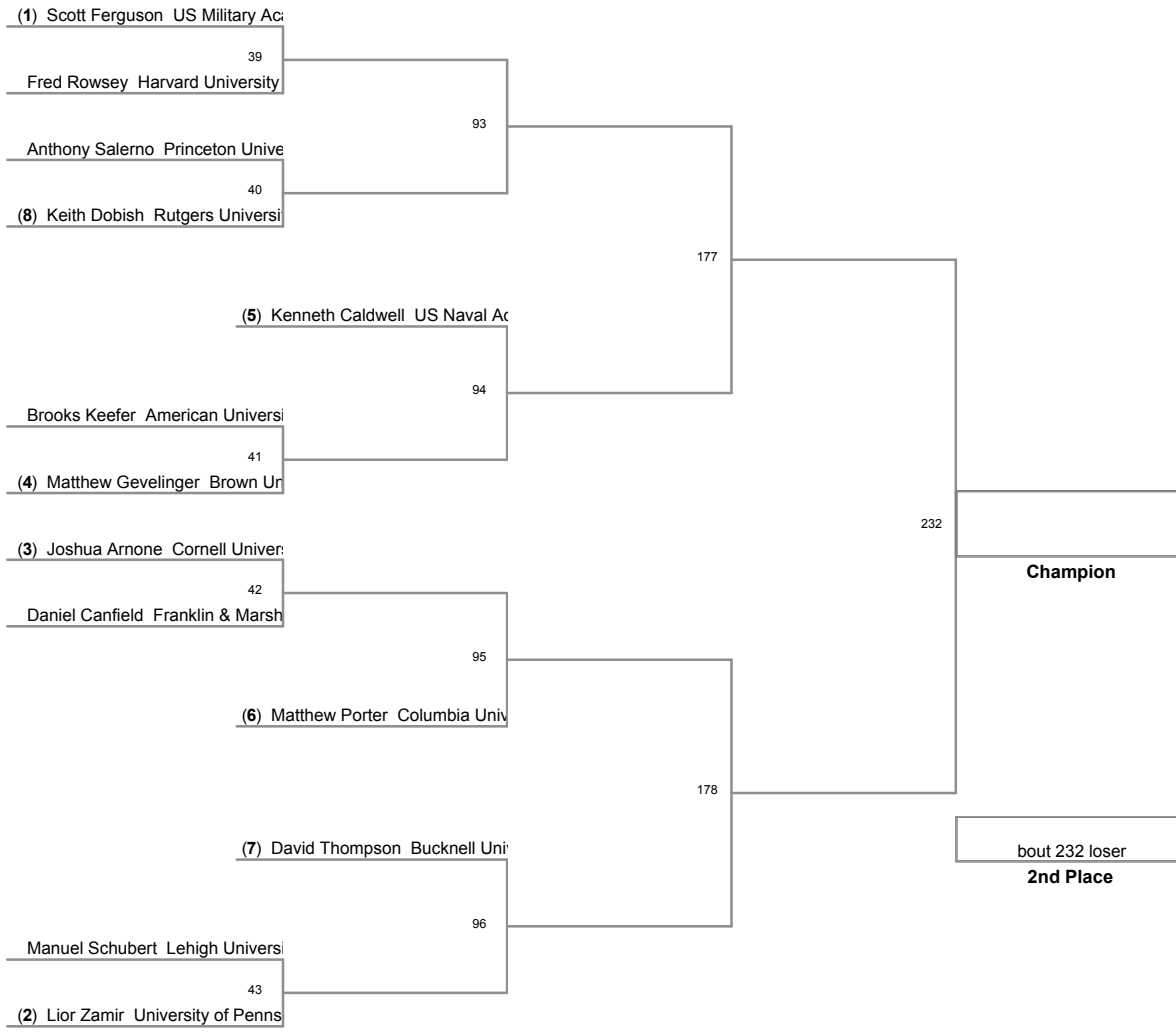 (1) Scott Ferguson US Military Aca
39
Fred Rowsey Harvard University
93
Anthony Salerno Princeton Unive
40
(8) Keith Dobish Rutgers Universi
177
(5) Kenneth Caldwell US Naval Ac
94
Brooks Keefer American Universi
41
(4) Matthew Gevelinger Brown Un
232
(3) Joshua Arnone Cornell Univers
Champion
42
Daniel Canfield Franklin & Marsh
95
(6) Matthew Porter Columbia Univ
178
(7) David Thompson Bucknell Univ
bout 232 loser
2nd Place
96
Manuel Schubert Lehigh Universi
43
(2) Lior Zamir University of Penns